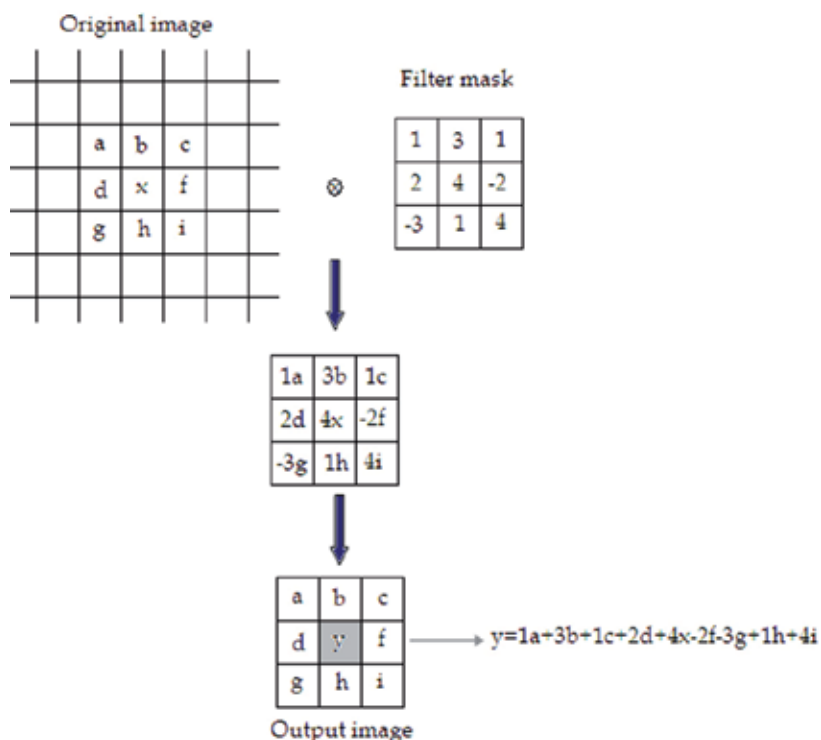 Original image
Filter mask
a b c
d x f
g h i
⊗
1 3 1
2 4 -2
-3 1 4
1a 3b 1c
2d 4x -2f
-3g 1h 4i
a b c
d y f
g h i
y=1a+3b+1c+2d+4x-2f-3g+1h+4i
Output image